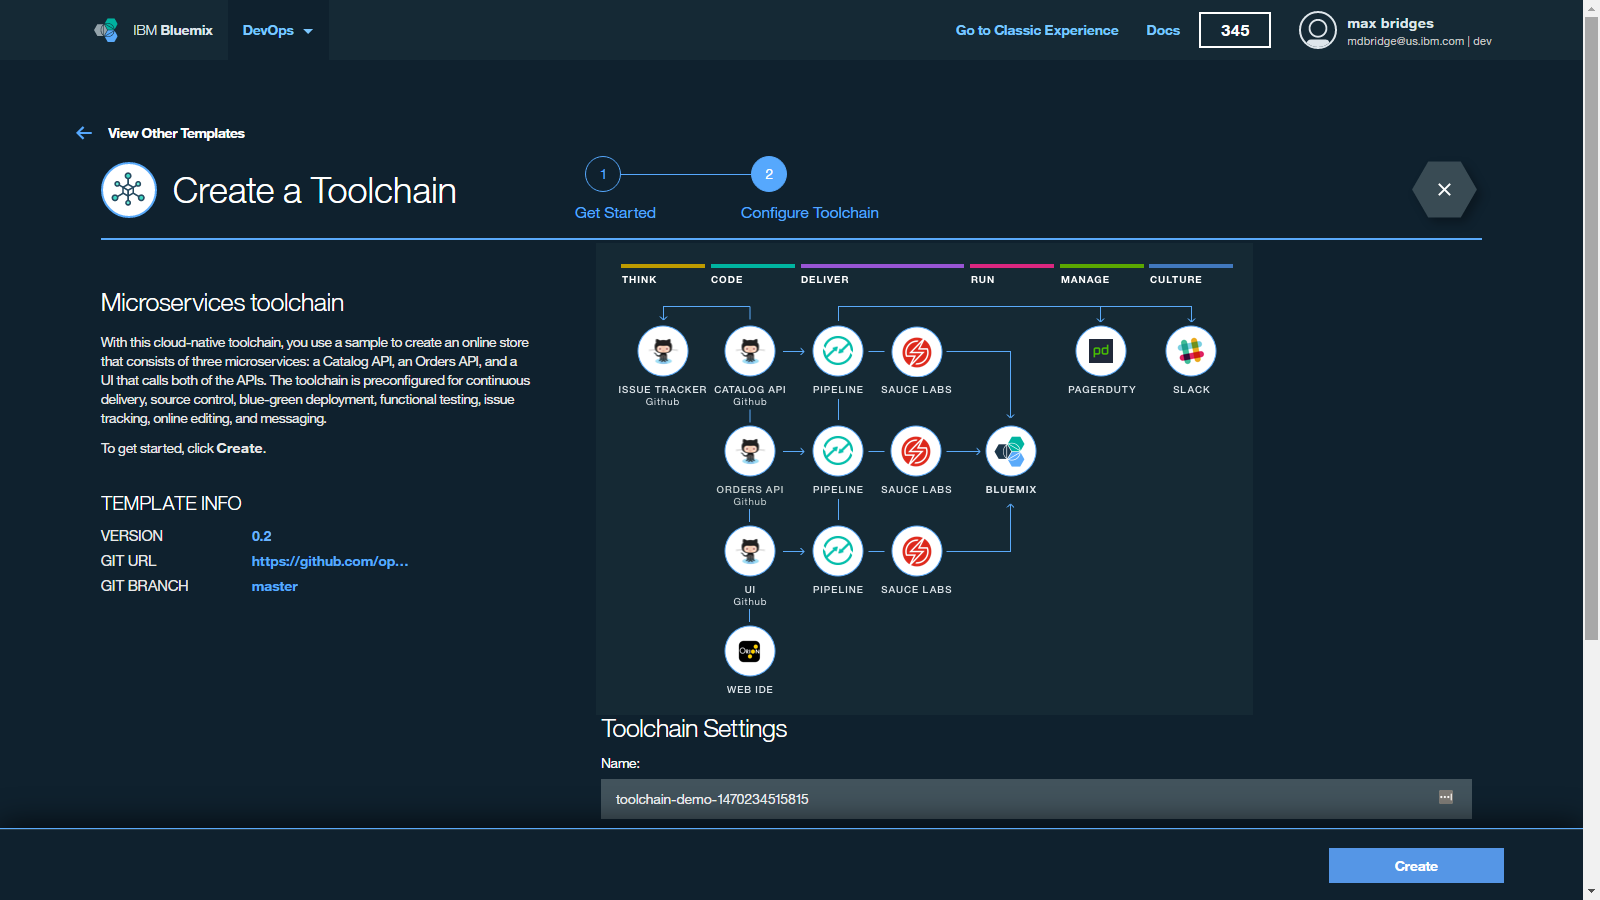 IBM Bluemix
DevOps
Go to Classic Experience
Docs
345
max bridges
mdbridge@us.ibm.com | dev
View Other Templates
Create a Toolchain
1
2
Get Started
Configure Toolchain
Microservices toolchain
With this cloud-native toolchain, you use a sample to create an online store
that consists of three microservices: a Catalog API, an Orders API, and a
UI that calls both of the APIs. The toolchain is preconfigured for continuous
delivery, source control, blue-green deployment, functional testing, issue
tracking, online editing, and messaging.
To get started, click Create.
TEMPLATE INFO
VERSION 0.2
GIT URL https://github.com/op...
GIT BRANCH master
THINK CODE DELIVER RUN MANAGE CULTURE
pd
ISSUE TRACKER CATALOG API PIPELINE SAUCE LABS PAGERDUTY SLACK
Github Github
ORDERS API PIPELINE SAUCE LABS BLUEMIX
Github
UI PIPELINE SAUCE LABS
Github
ORION
WEB IDE
Toolchain Settings
Name:
toolchain-demo-1470234515815
Create